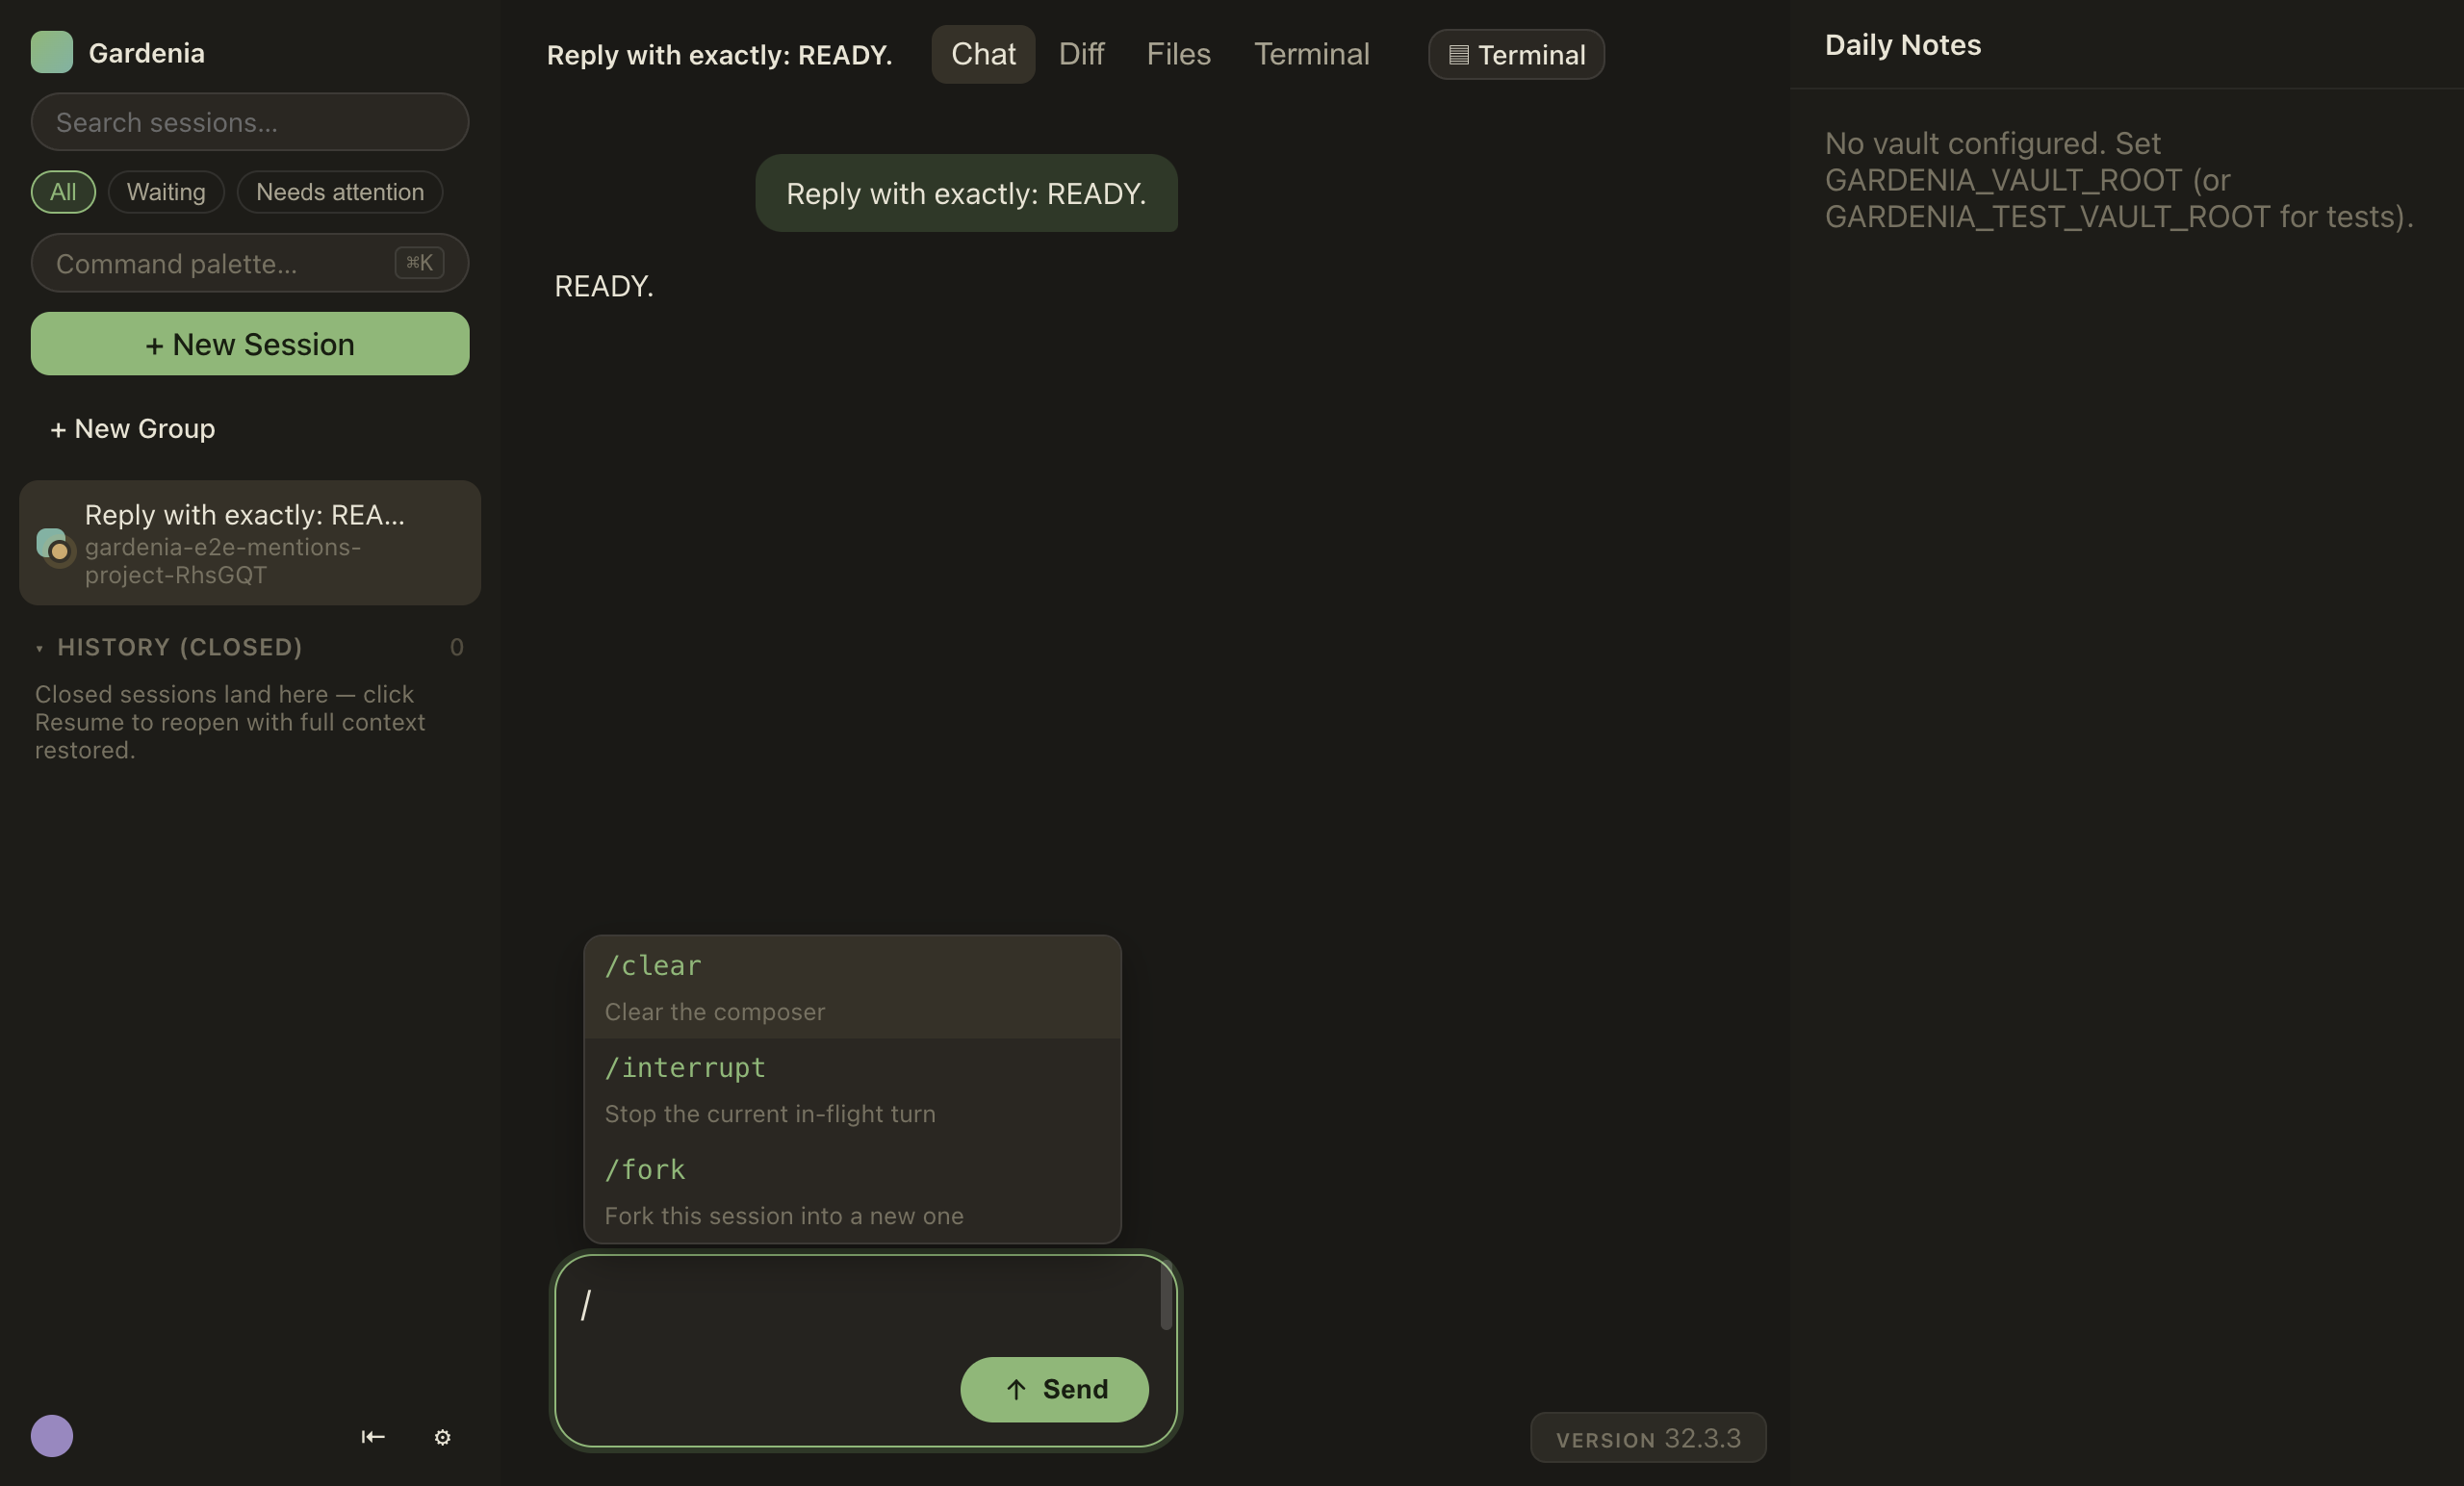 Gardenia
Search sessions...
All
Waiting
Needs attention
Command palette...
⌘K
+ New Session
+ New Group
Reply with exactly: REA...
gardenia-e2e-mentions-
project-RhsGQT
HISTORY (CLOSED)
0
Closed sessions land here — click
Resume to reopen with full context
restored.
Reply with exactly: READY.
Chat
Diff
Files
Terminal
Terminal
Reply with exactly: READY.
READY.
/clear
Clear the composer
/interrupt
Stop the current in-flight turn
/fork
Fork this session into a new one
/
↑ Send
VERSION 32.3.3
Daily Notes
No vault configured. Set
GARDENIA_VAULT_ROOT (or
GARDENIA_TEST_VAULT_ROOT for tests).